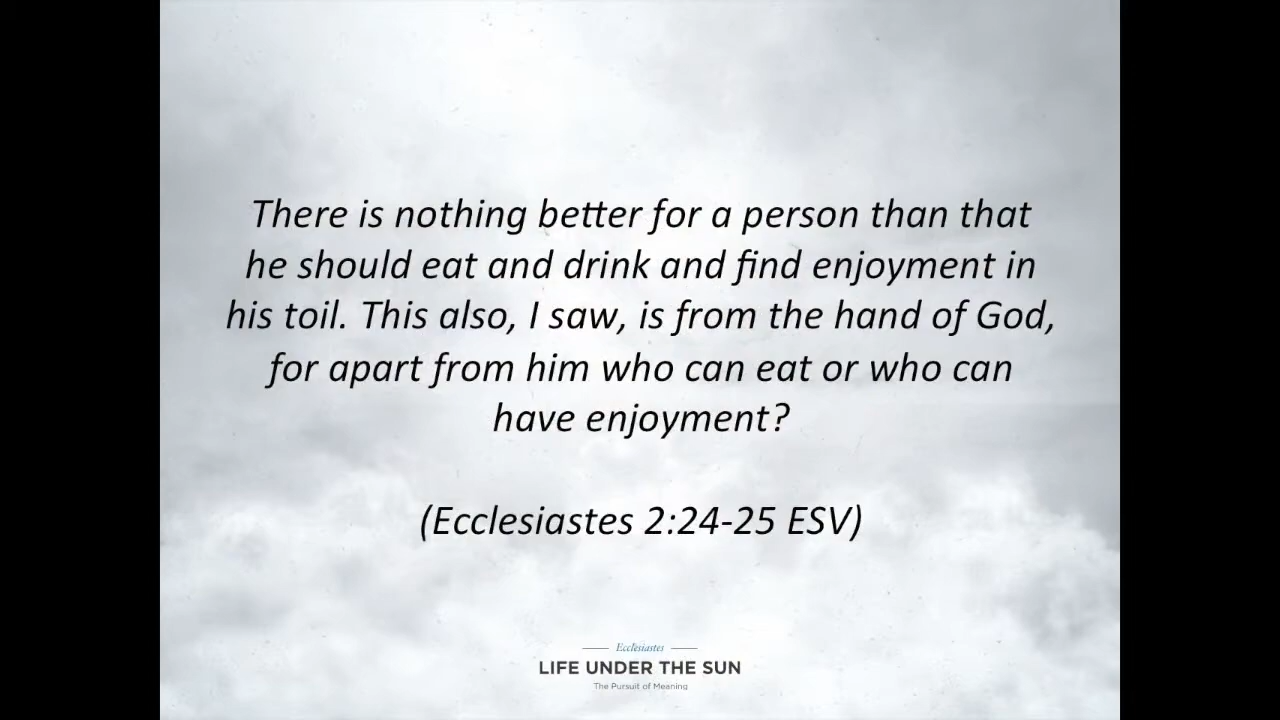 There is nothing better for a person than that
he should eat and drink and find enjoyment in
his toil. This also, I saw, is from the hand of God,
for apart from him who can eat or who can
have enjoyment?
(Ecclesiastes 2:24-25 ESV)
Ecclesiastes
LIFE UNDER THE SUN
The Pursuit of Meaning